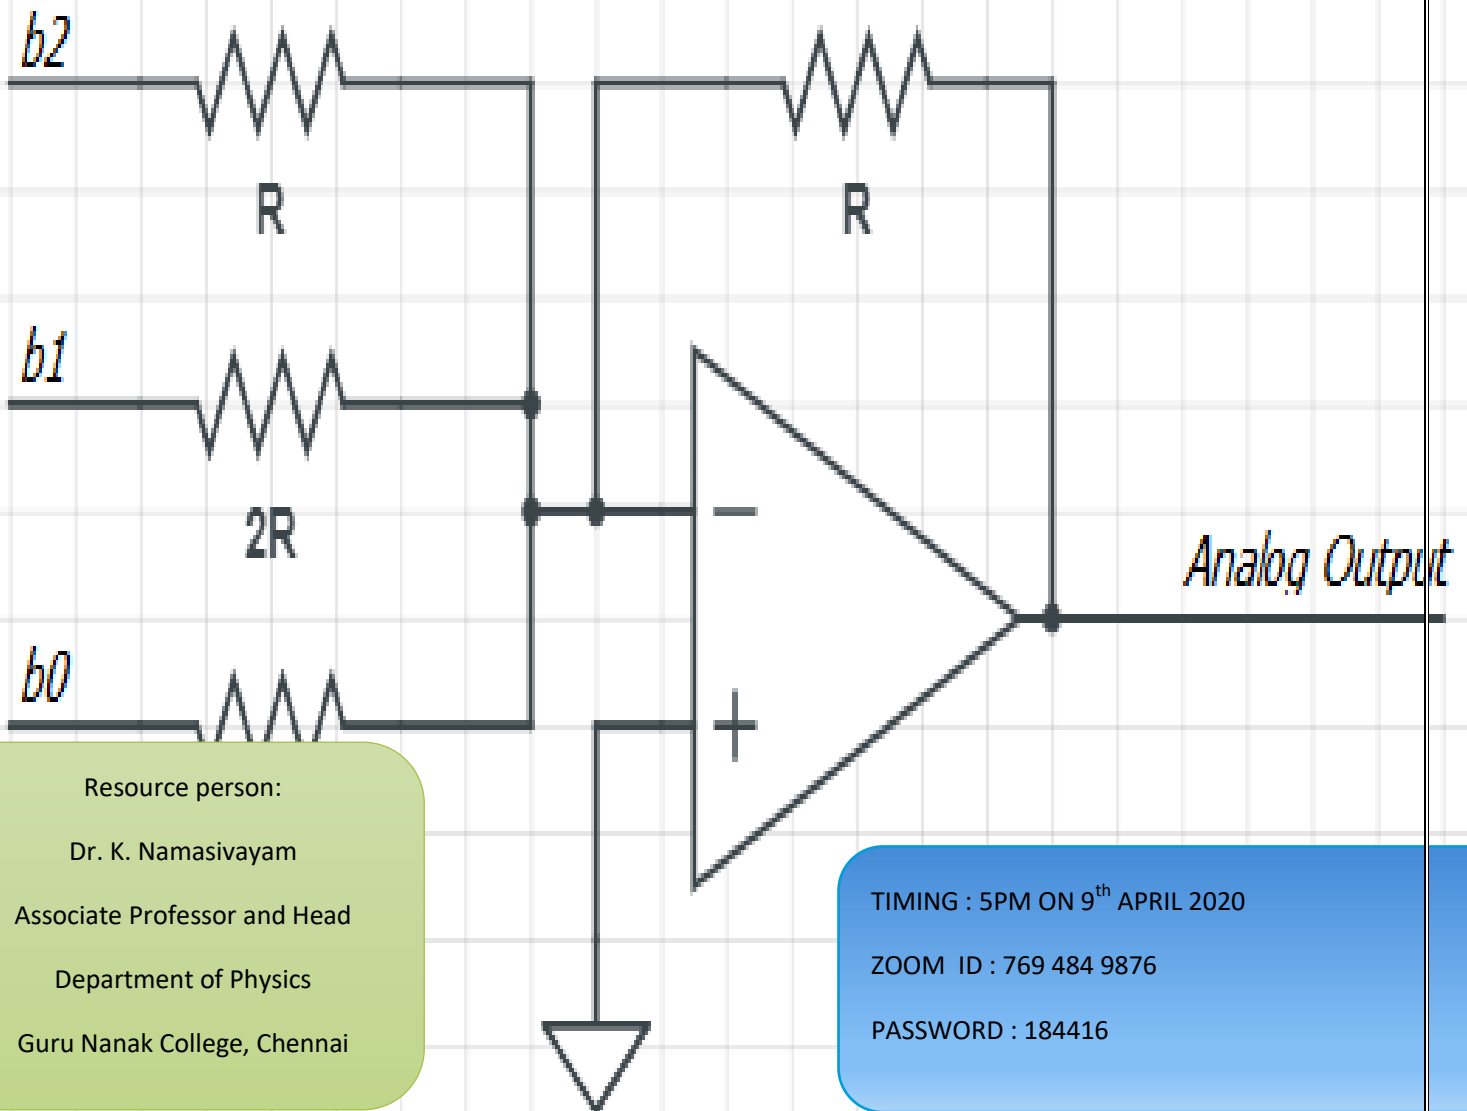 b2
R
R
b1
2R
Analog Output
b0
−
+
Resource person:
Dr. K. Namasivayam
Associate Professor and Head
Department of Physics
Guru Nanak College, Chennai
TIMING : 5PM ON 9th APRIL 2020
ZOOM ID : 769 484 9876
PASSWORD : 184416